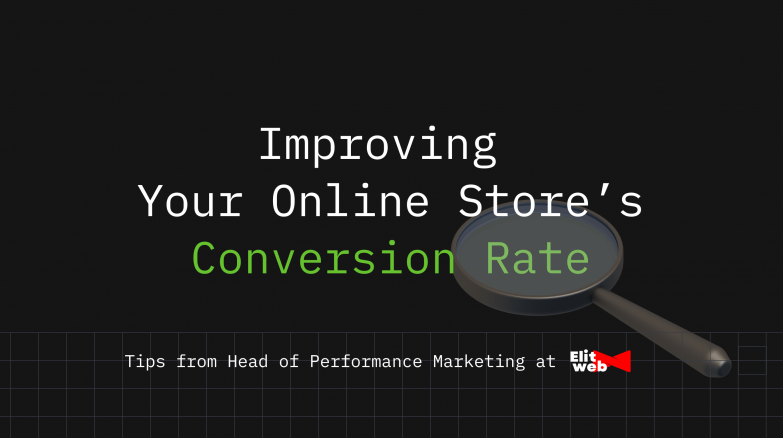 Improving
Your Online Store’s
Conversion Rate
Tips from Head of Performance Marketing at Elit
web